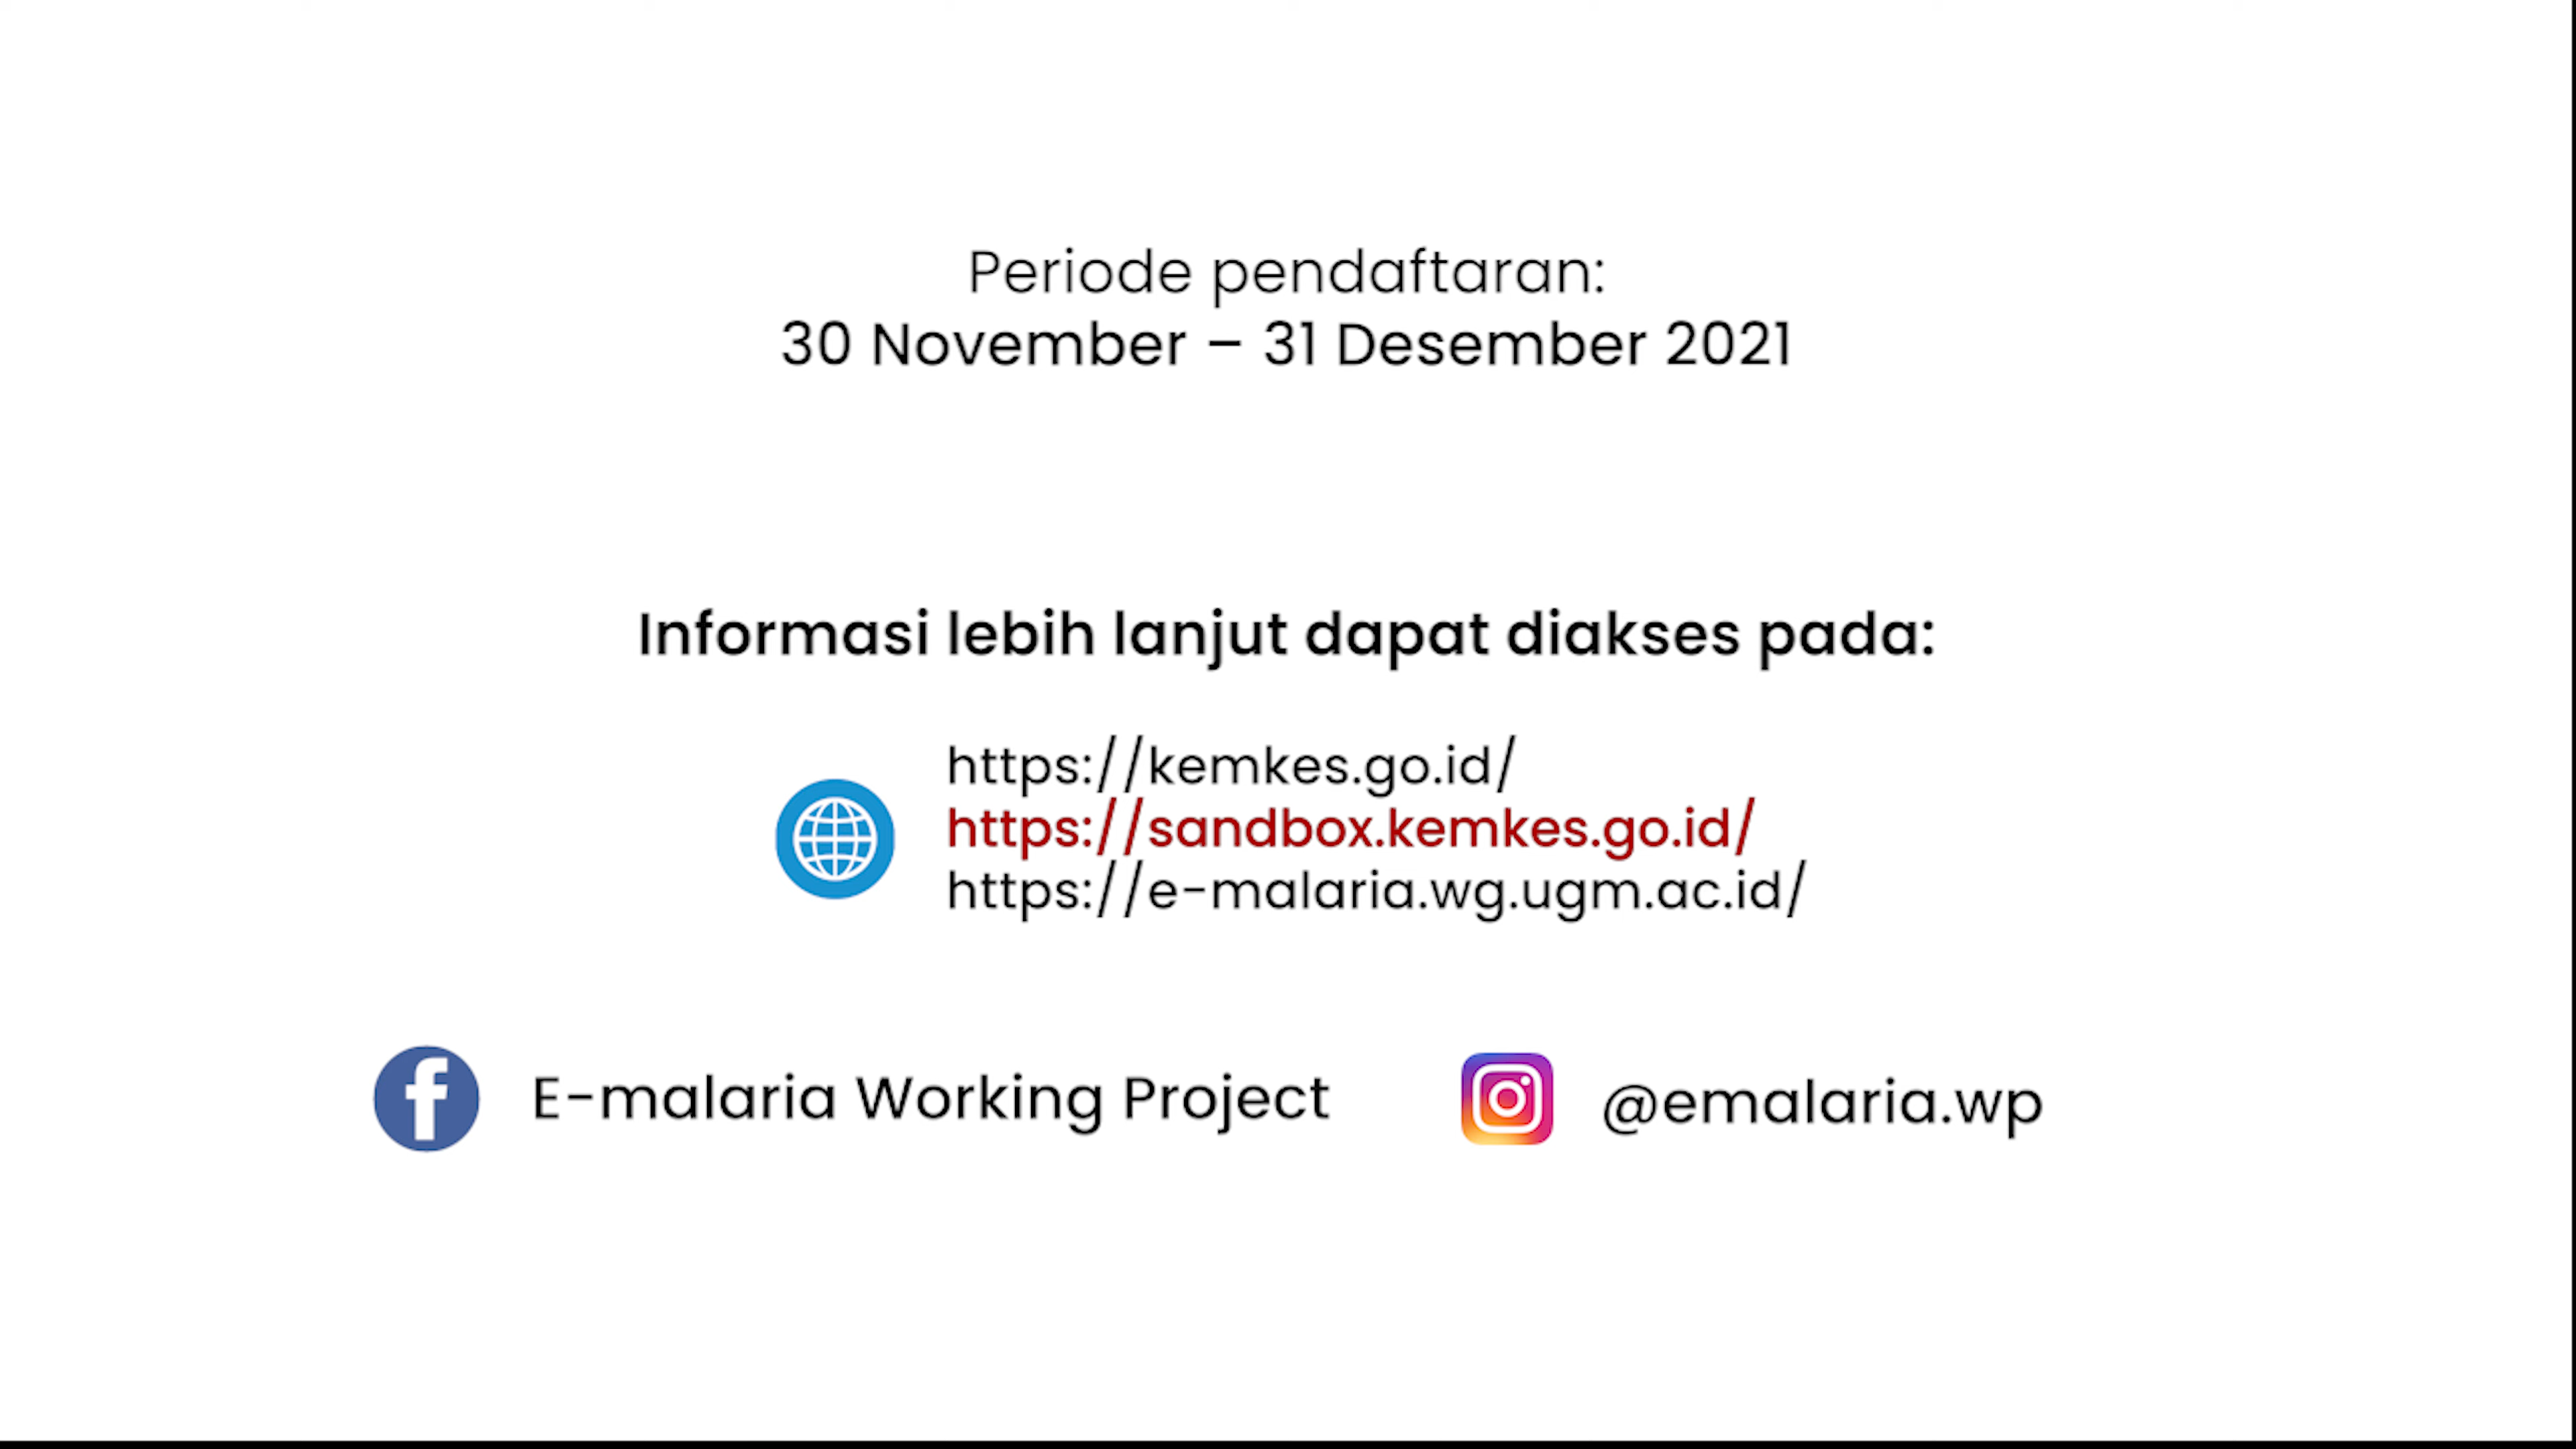 Periode pendaftaran:
30 November – 31 Desember 2021
Informasi lebih lanjut dapat diakses pada:
https://kemkes.go.id/
https://sandbox.kemkes.go.id/
https://e-malaria.wg.ugm.ac.id/
E-malaria Working Project
@emalaria.wp